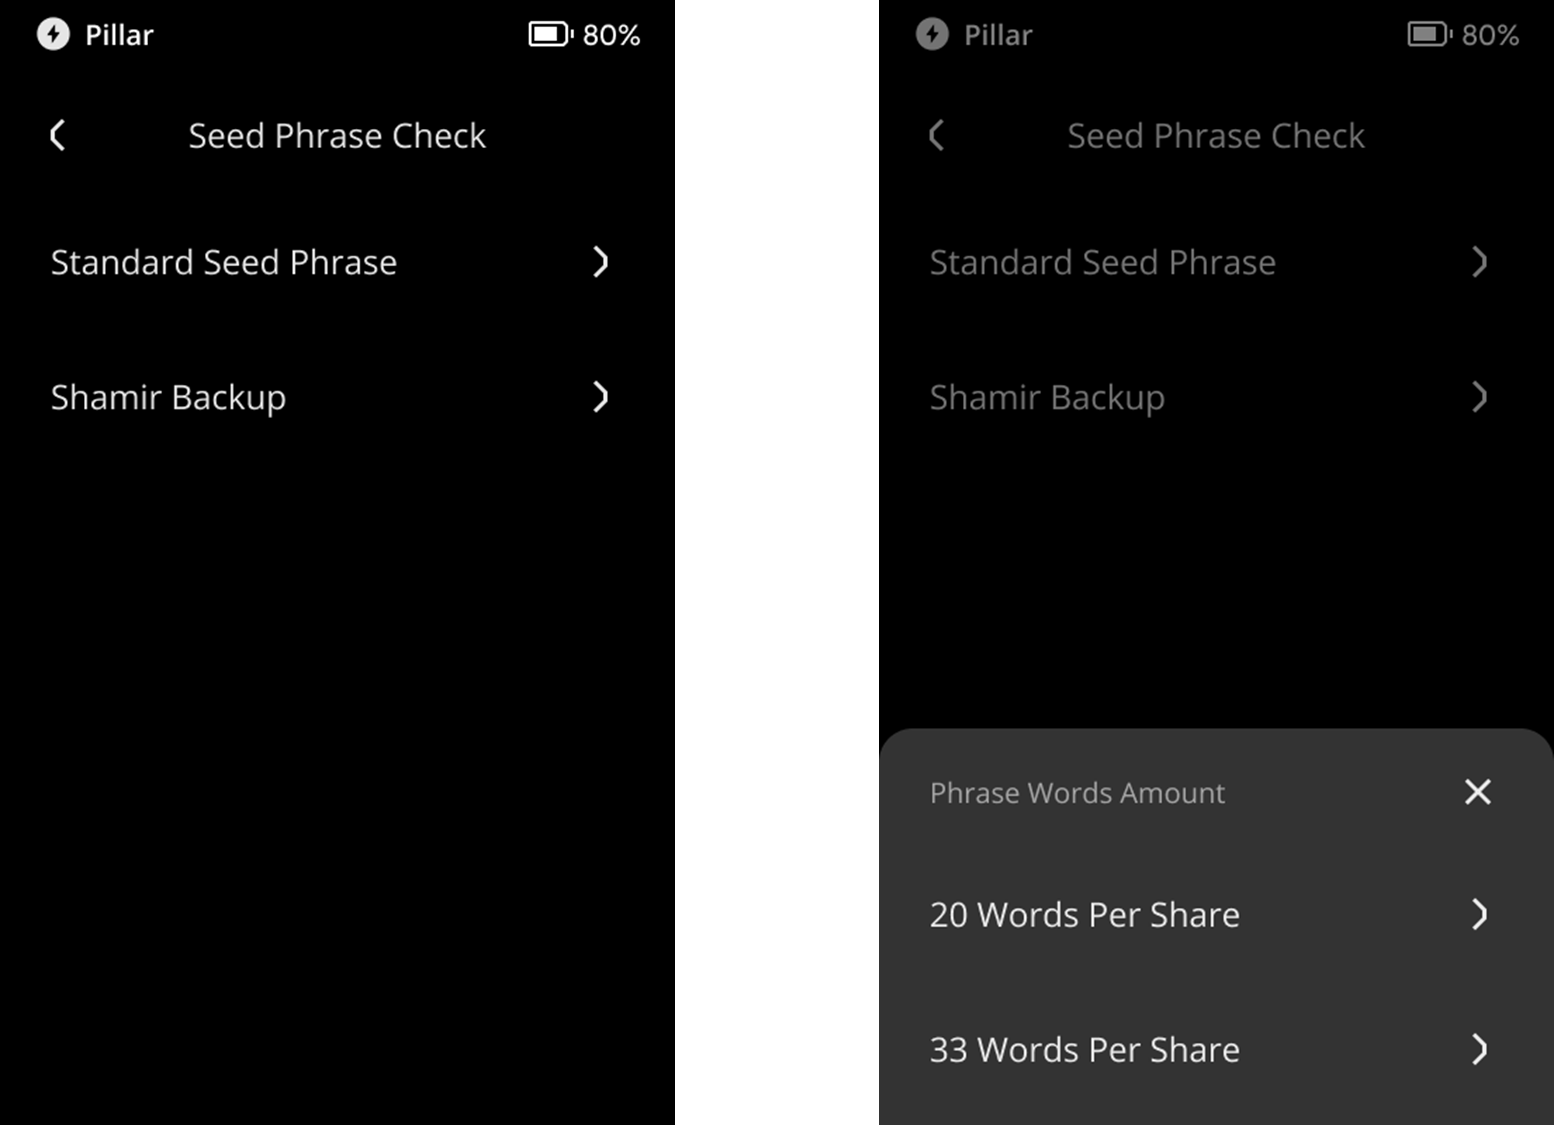 Pillar 80%
Seed Phrase Check
Standard Seed Phrase
Shamir Backup
Pillar 80%
Seed Phrase Check
Standard Seed Phrase
Shamir Backup
Phrase Words Amount
20 Words Per Share
33 Words Per Share